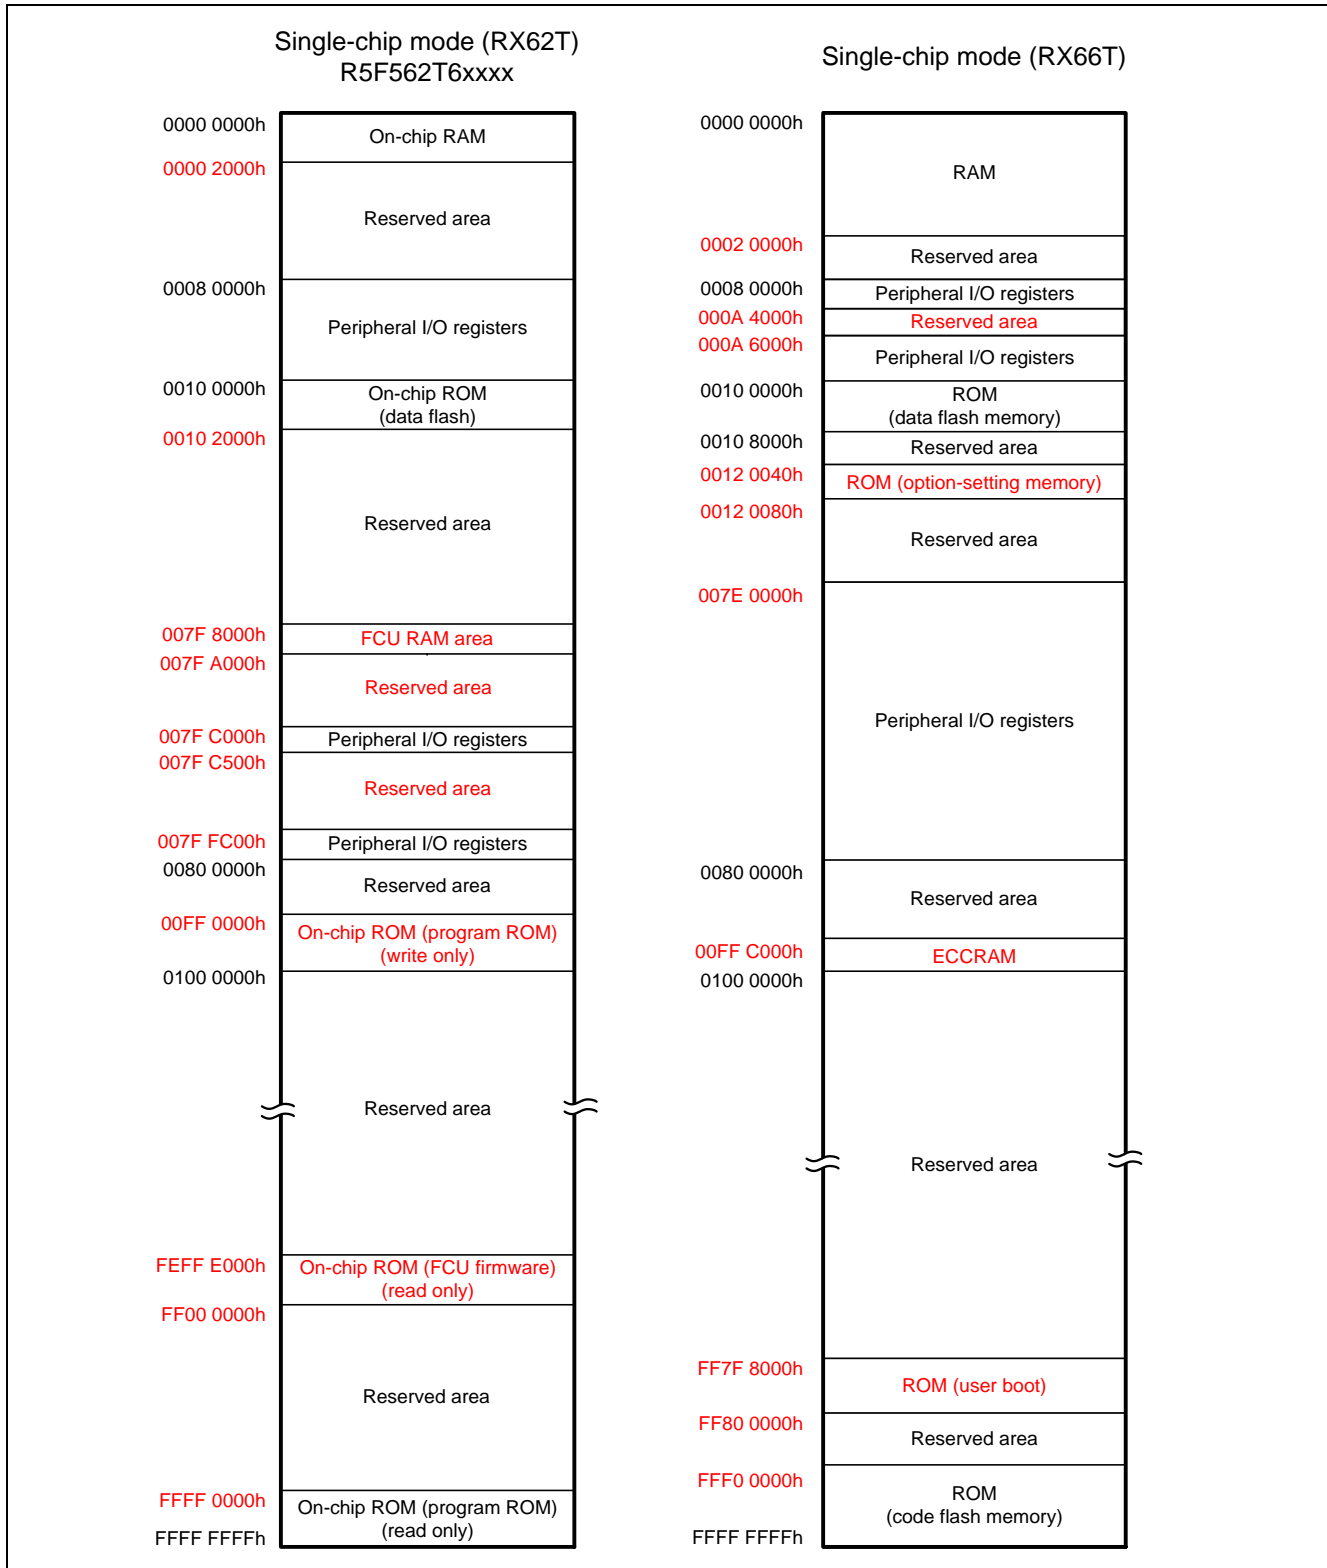 Single-chip mode (RX62T)
R5F562T6xxxx
0000 0000h
On-chip RAM
0000 2000h
Reserved area
0008 0000h
Peripheral I/O registers
0010 0000h
On-chip ROM
(data flash)
0010 2000h
Reserved area
007F 8000h
FCU RAM area
007F A000h
Reserved area
007F C000h
Peripheral I/O registers
007F C500h
Reserved area
007F FC00h
Peripheral I/O registers
0080 0000h
Reserved area
00FF 0000h
On-chip ROM (program ROM)
(write only)
0100 0000h
Reserved area
FEFF E000h
On-chip ROM (FCU firmware)
(read only)
FF00 0000h
Reserved area
FFFF 0000h
On-chip ROM (program ROM)
(read only)
FFFF FFFFh
Single-chip mode (RX66T)
0000 0000h
RAM
0002 0000h
Reserved area
0008 0000h
Peripheral I/O registers
000A 4000h
Reserved area
000A 6000h
Peripheral I/O registers
0010 0000h
ROM
(data flash memory)
0010 8000h
Reserved area
0012 0040h
ROM (option-setting memory)
0012 0080h
Reserved area
007E 0000h
Peripheral I/O registers
0080 0000h
Reserved area
00FF C000h
ECCRAM
0100 0000h
Reserved area
FF7F 8000h
ROM (user boot)
FF80 0000h
Reserved area
FFF0 0000h
ROM
(code flash memory)
FFFF FFFFh